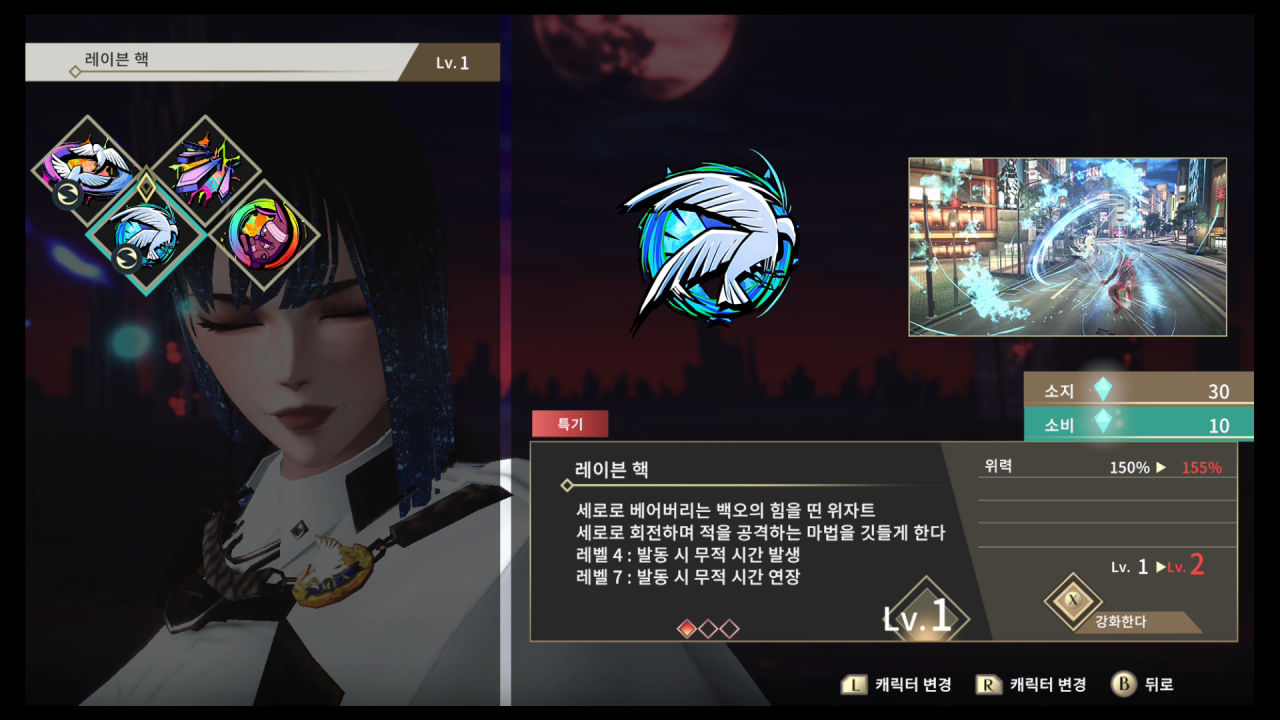 레이븐 핵
Lv. 1
소지 30
소비 10
특기
레이븐 핵
세로로 베어버리는 백오의 힘을 띤 위자트
세로로 회전하며 적을 공격하는 마법을 깃들게 한다
레벨 4 : 발동 시 무적 시간 발생
레벨 7 : 발동 시 무적 시간 연장
Lv.1
위력 150% ▶ 155%
Lv. 1 ▶Lv. 2
X 강화한다
L 캐릭터 변경 R 캐릭터 변경 B 뒤로